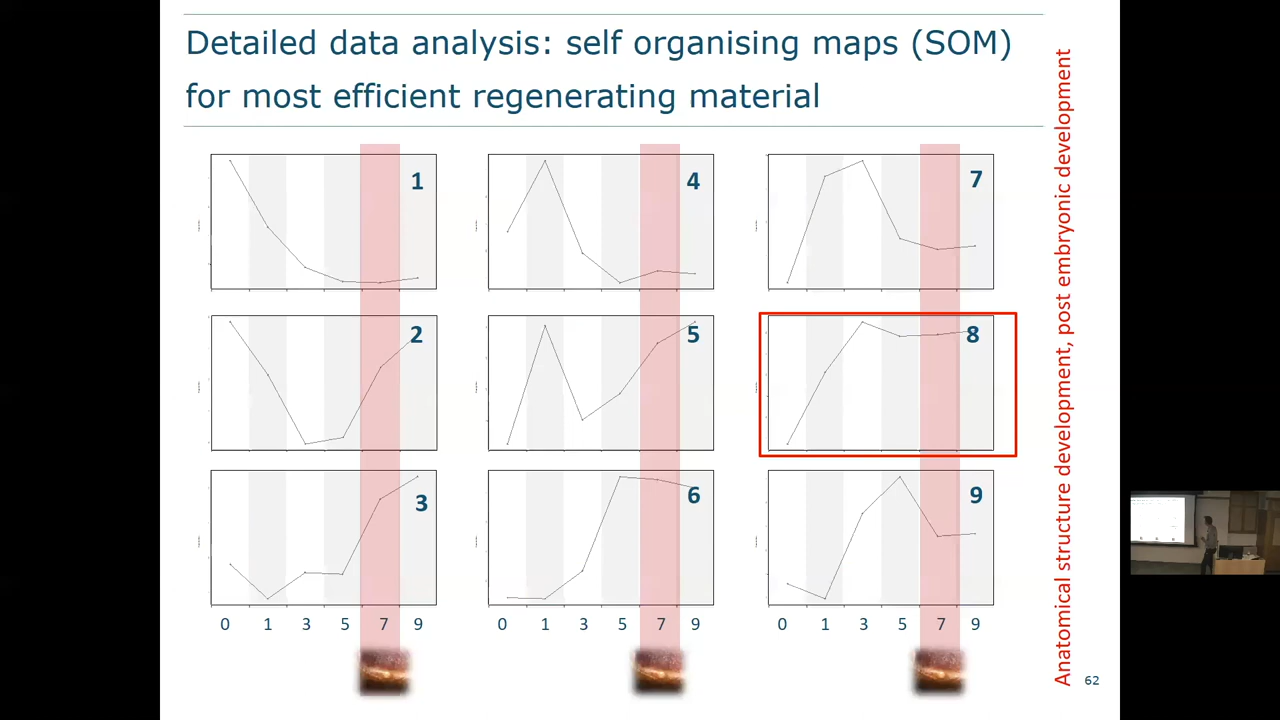 Detailed data analysis: self organising maps (SOM)
for most efficient regenerating material
1
4
7
2
5
8
3
6
9
0 1 3 5 7 9
0 1 3 5 7 9
0 1 3 5 7 9
Anatomical structure development, post embryonic development
62